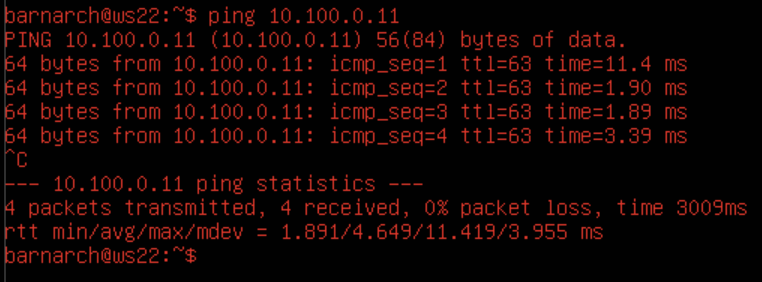 barnarch@ws22:~$ ping 10.100.0.11
PING 10.100.0.11 (10.100.0.11) 56(84) bytes of data.
64 bytes from 10.100.0.11: icmp_seq=1 ttl=63 time=11.4 ms
64 bytes from 10.100.0.11: icmp_seq=2 ttl=63 time=1.90 ms
64 bytes from 10.100.0.11: icmp_seq=3 ttl=63 time=1.89 ms
64 bytes from 10.100.0.11: icmp_seq=4 ttl=63 time=3.39 ms
^C
--- 10.100.0.11 ping statistics ---
4 packets transmitted, 4 received, 0% packet loss, time 3009ms
rtt min/avg/max/mdev = 1.891/4.649/11.419/3.955 ms
barnarch@ws22:~$